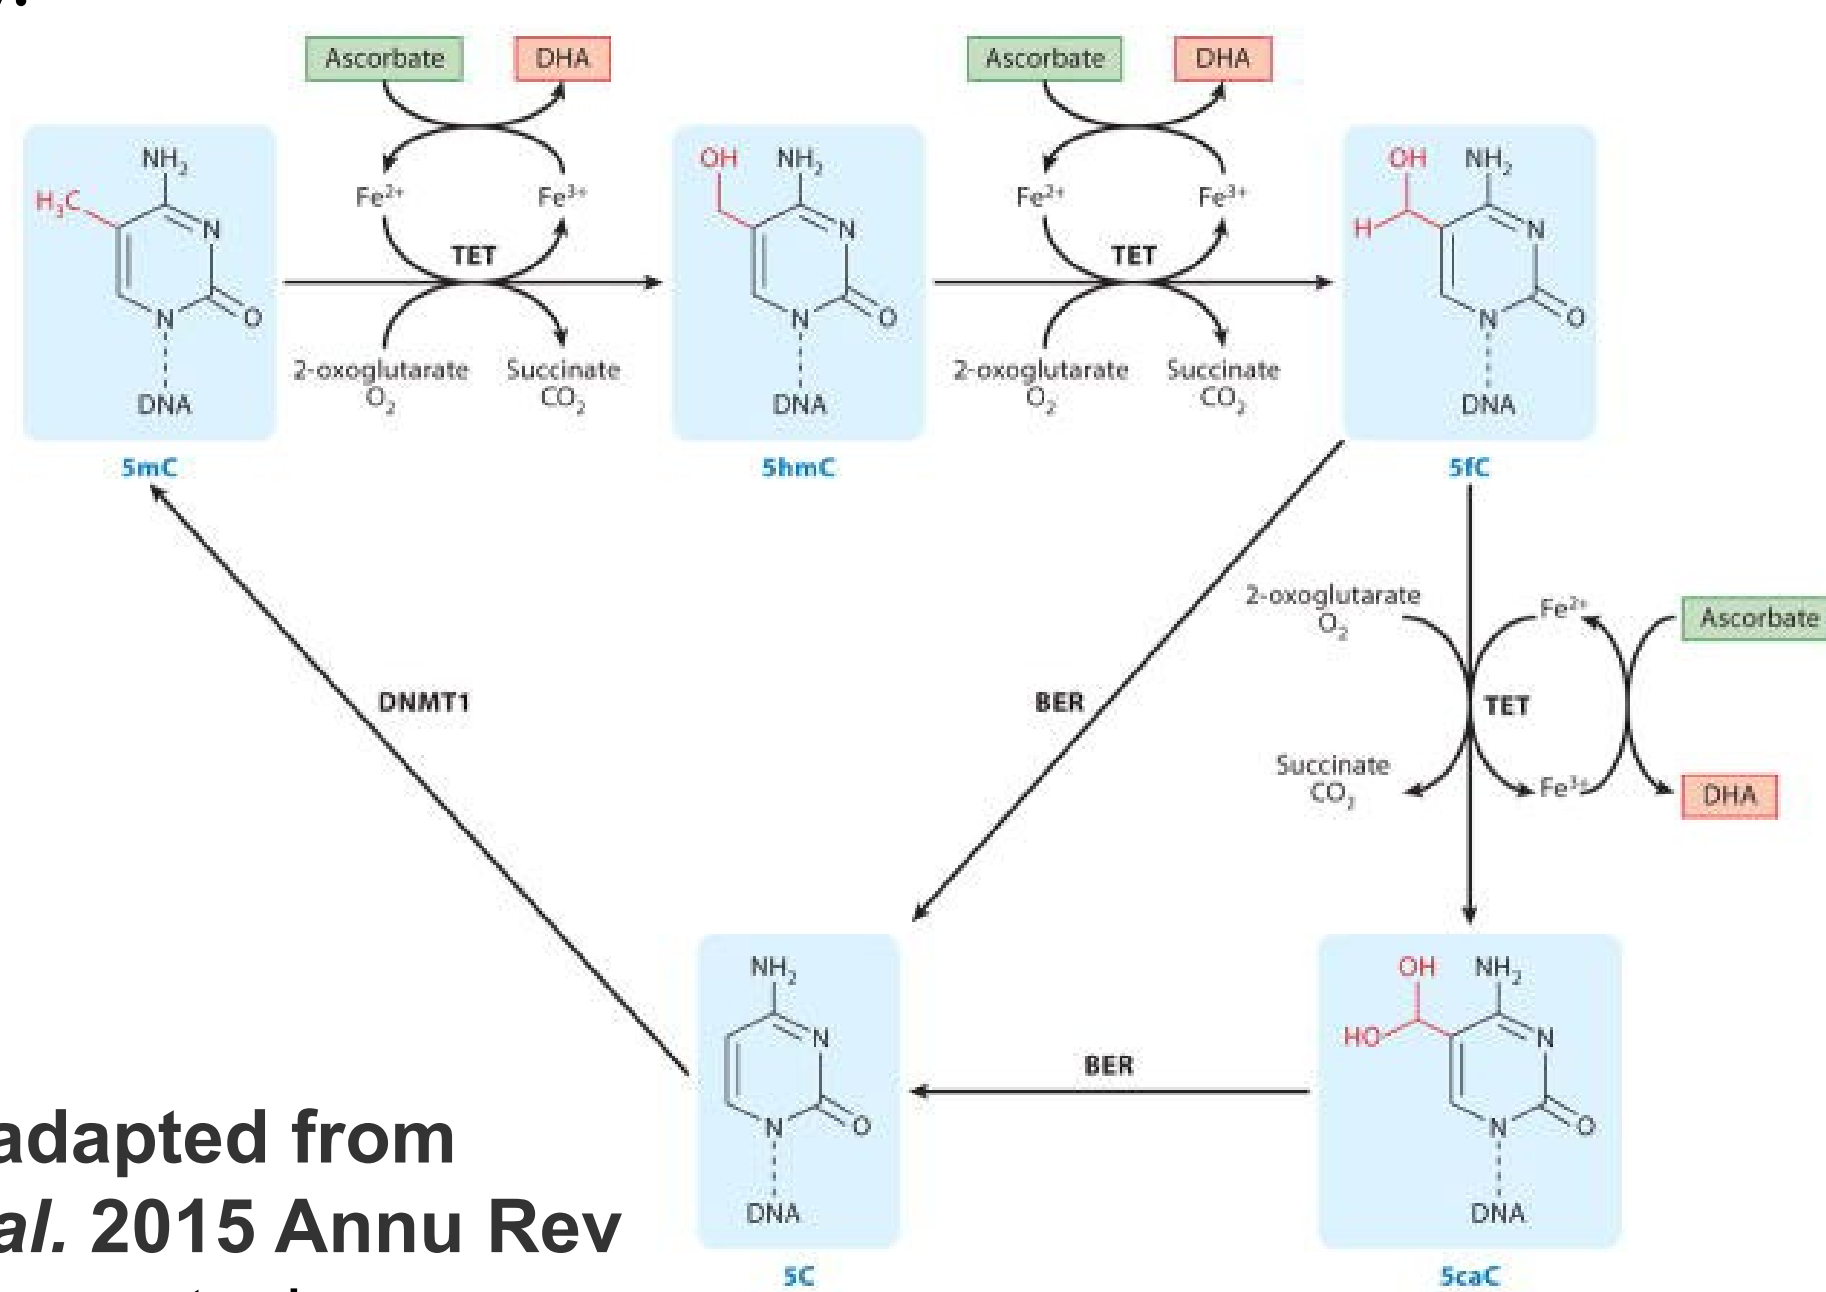 Ascorbate DHA Ascorbate DHA
NH2 OH NH2 OH NH2
H3C Fe2+ Fe3+ Fe2+ Fe3+ H
N TET N TET N
N O N O N O
2-oxoglutarate Succinate 2-oxoglutarate Succinate
O2 CO2 O2 CO2
DNA DNA DNA
5mC 5hmC 5fC
2-oxoglutarate Fe2+ Ascorbate
O2
DNMT1 BER TET
Succinate Fe3+ DHA
CO2
NH2 OH NH2
N HO N
BER
N O N O
DNA DNA
5C 5caC
adapted from
al. 2015 Annu Rev